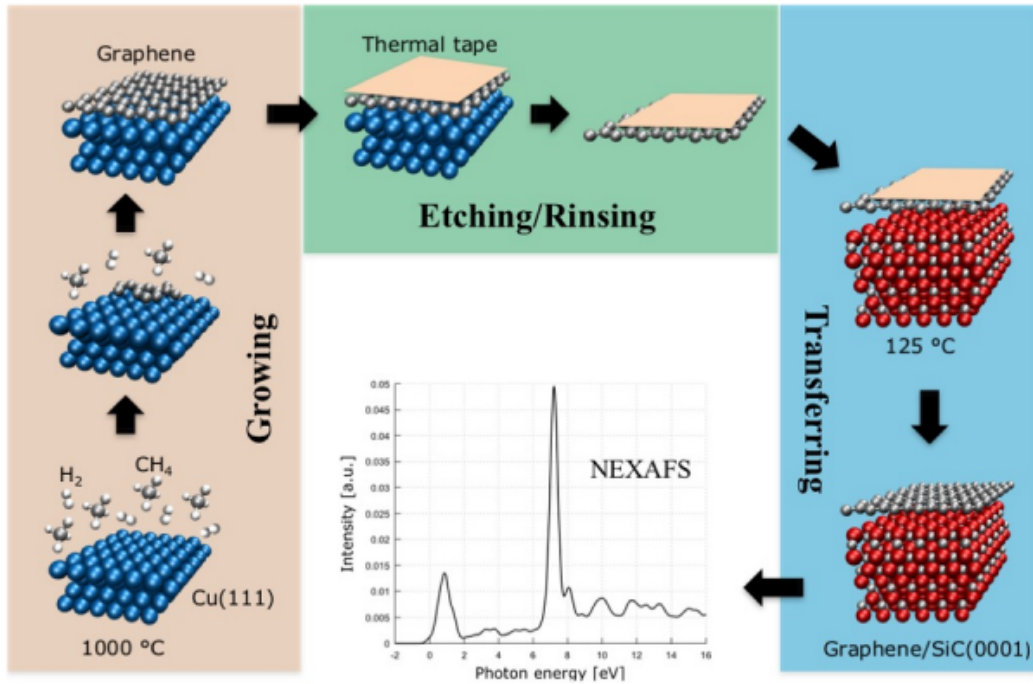 Graphene
Growing
H₂
CH₄
Cu(111)
1000 °C
Thermal tape
Etching/Rinsing
125 °C
Transferring
Graphene/SiC(0001)
NEXAFS
Intensity [a.u.]
0.05
0.045
0.04
0.035
0.03
0.025
0.02
0.015
0.01
0.005
0
-2 0 2 4 6 8 10 12 14 16
Photon energy [eV]